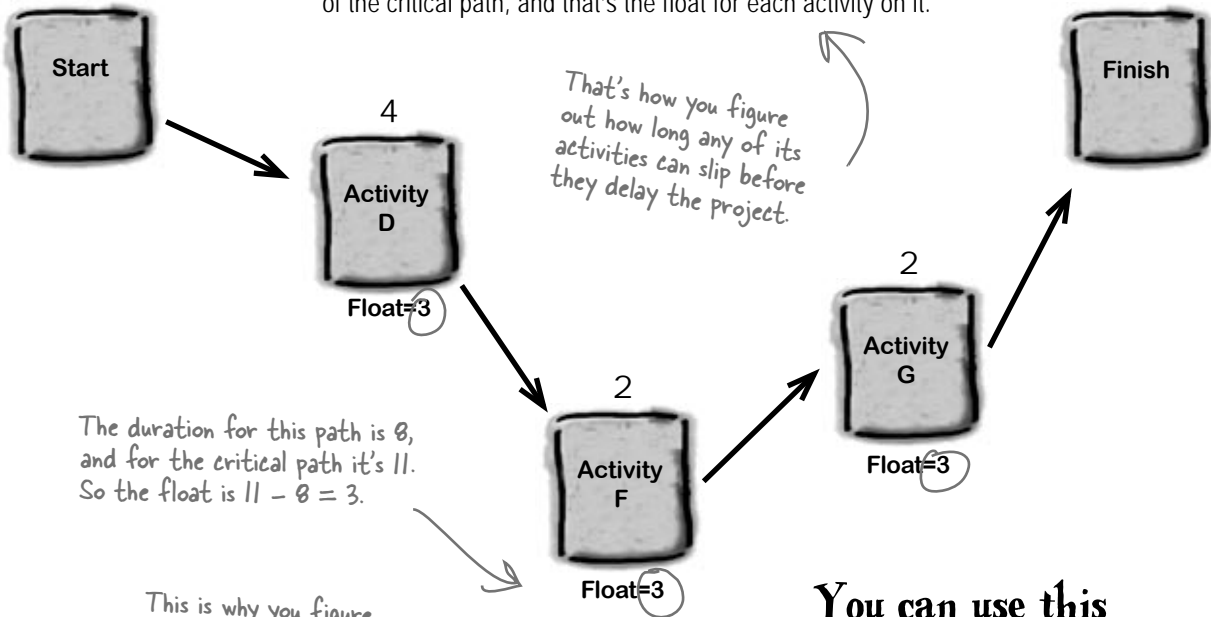 of the critical path, and that's the float for each activity on it.
Start
Finish
That's how you figure
out how long any of its
activities can slip before
they delay the project.
4
Activity
D
Float=3
2
Activity
G
Float=3
The duration for this path is 8,
and for the critical path it's 11.
So the float is 11 – 8 = 3.
2
Activity
F
Float=3
This is why you figure
You can use this